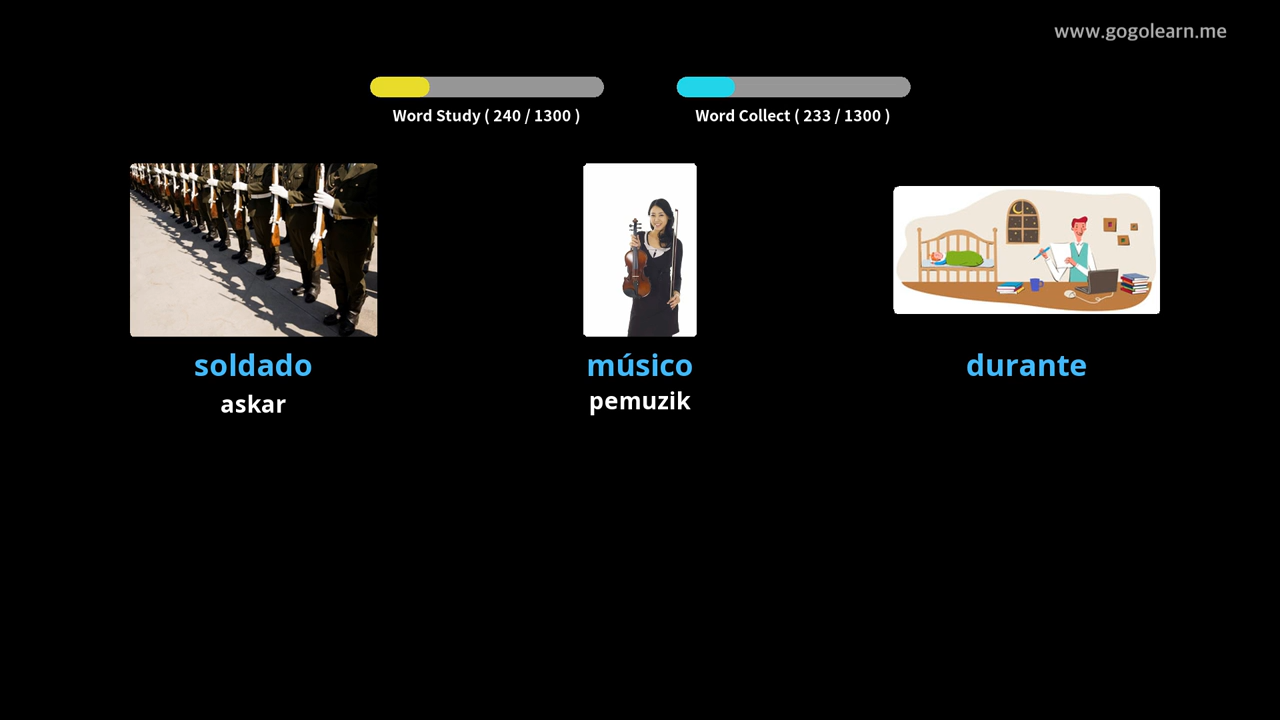 www.gogolearn.me
Word Study ( 240 / 1300 )
Word Collect ( 233 / 1300 )
soldado
askar
músico
pemuzik
durante